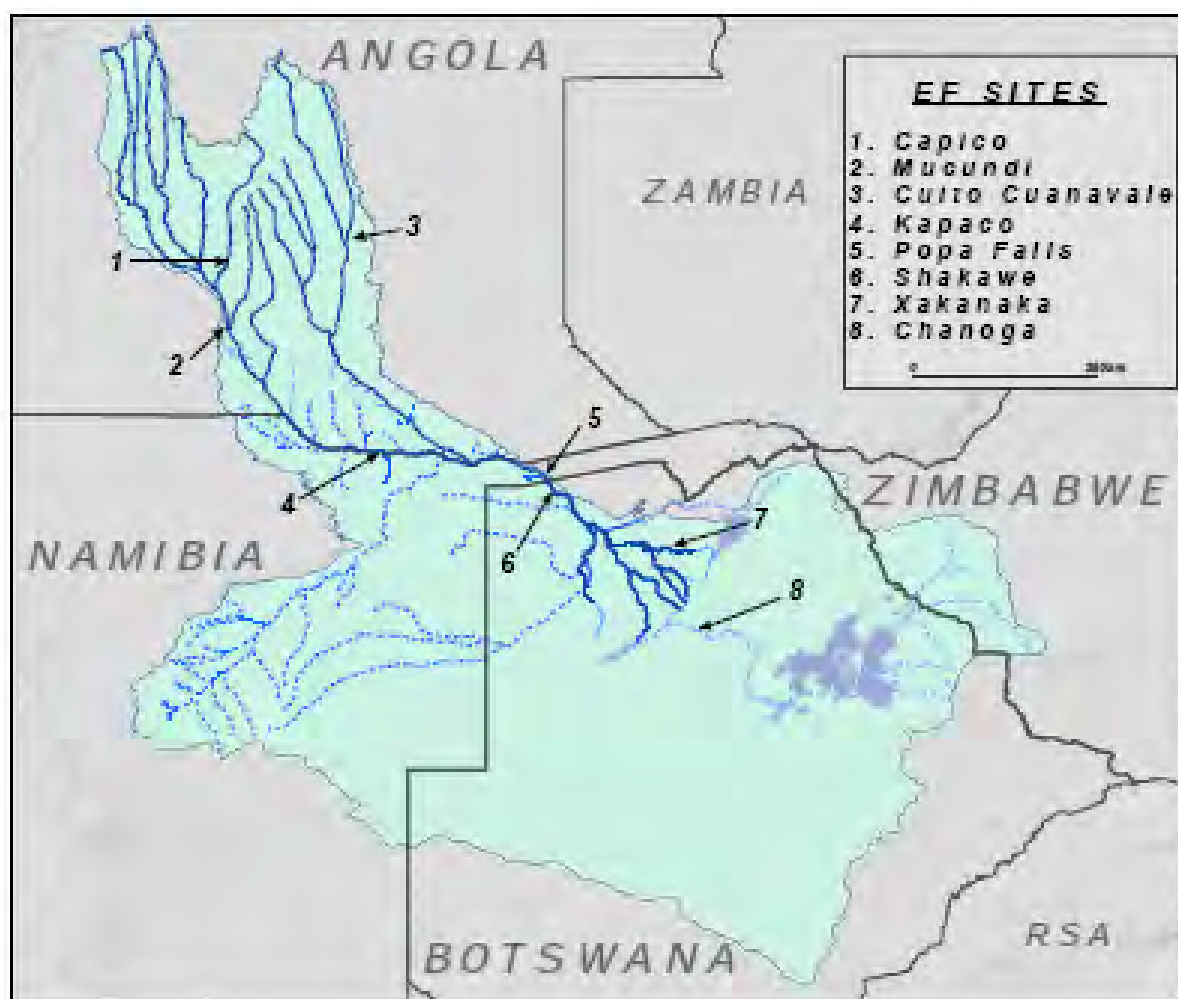 ANGOLA
EF SITES
1. Capico
2. Mucundi
3. Cuito Cuanavale
4. Kapaco
5. Popa Falls
6. Shakawe
7. Xakanaka
8. Chanoga
0
ZAMBIA
3
1
2
5
4
ZIMBABWE
7
NAMIBIA
6
8
BOTSWANA
RSA